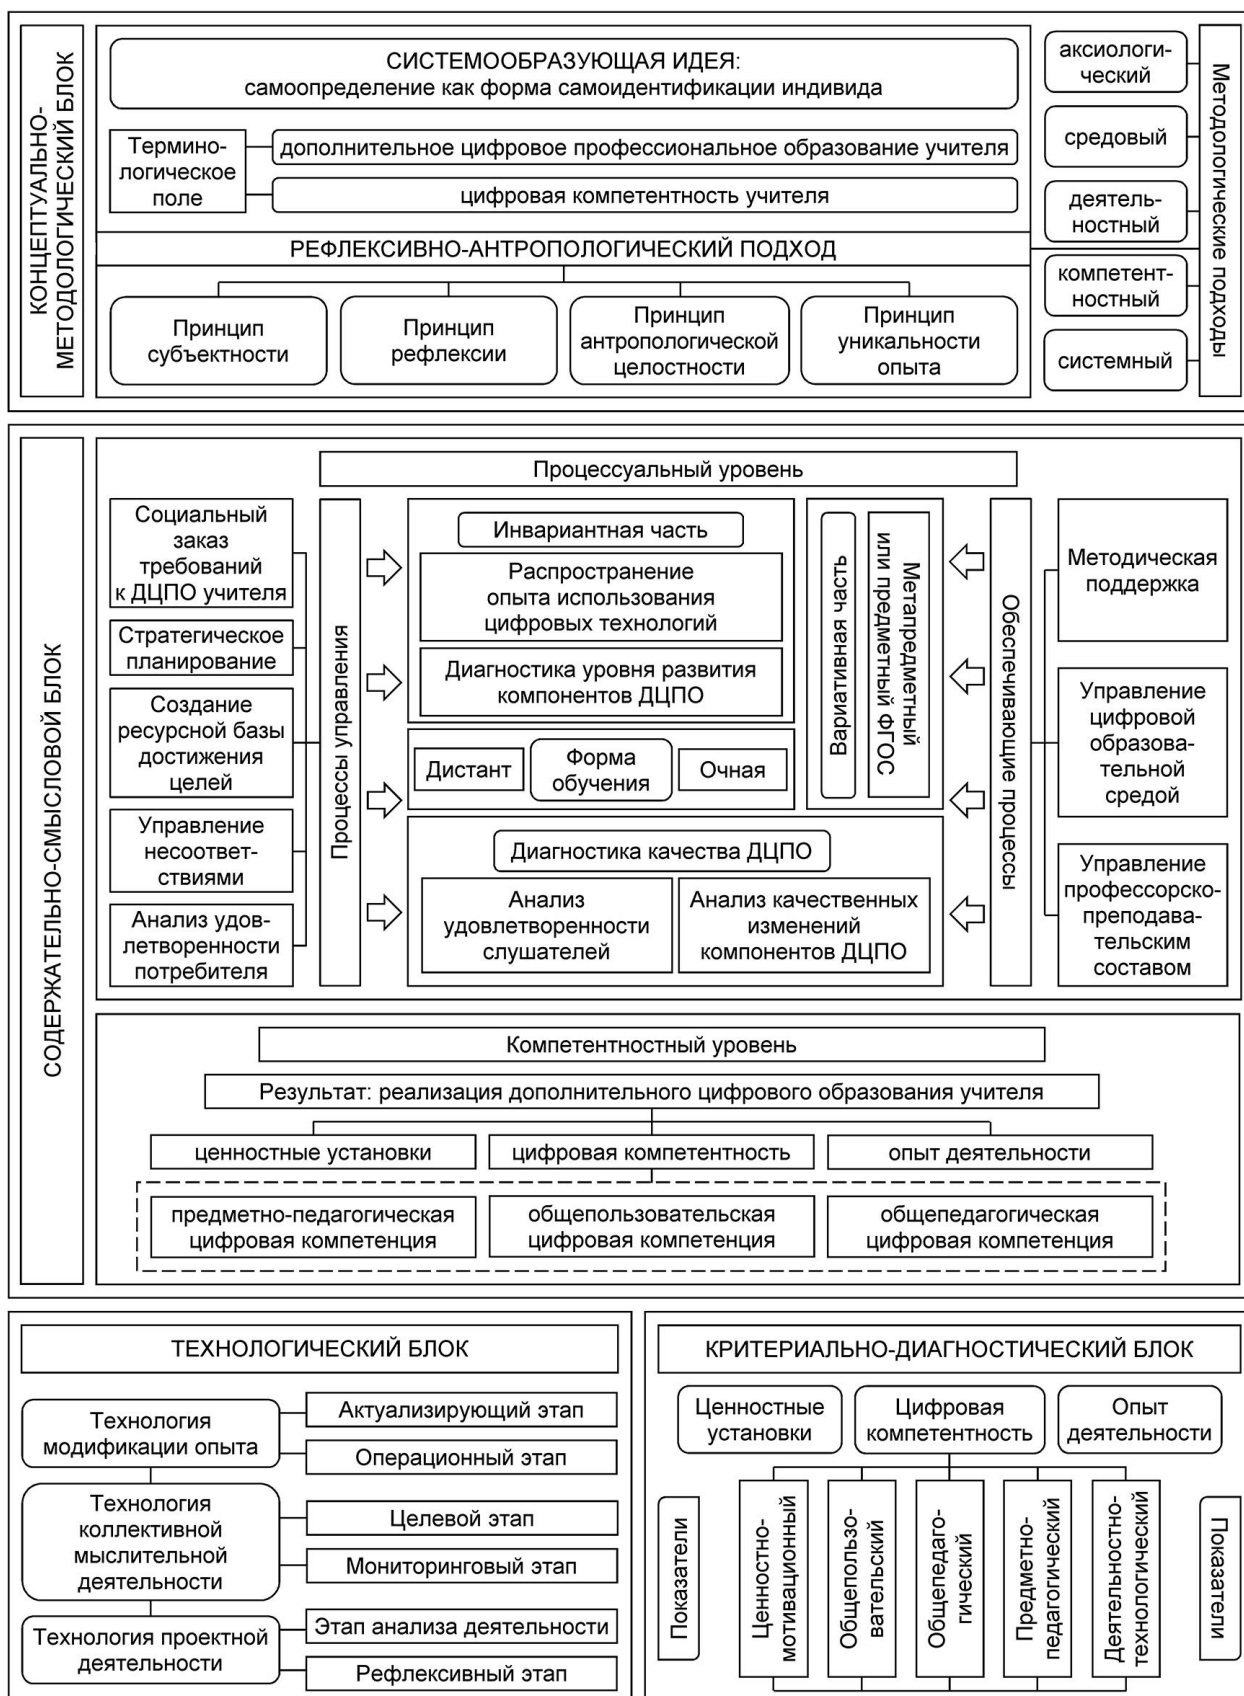 КОНЦЕПТУАЛЬНО-
МЕТОДОЛОГИЧЕСКИЙ БЛОК
СИСТЕМООБРАЗУЮЩАЯ ИДЕЯ:
самоопределение как форма самоидентификации индивида
Термино-
логическое
поле
дополнительное цифровое профессиональное образование учителя
цифровая компетентность учителя
РЕФЛЕКСИВНО-АНТРОПОЛОГИЧЕСКИЙ ПОДХОД
Принцип
субъектности
Принцип
рефлексии
Принцип
антропологической
целостности
Принцип
уникальности
опыта
аксиологи-
ческий
средовый
деятель-
ностный
компетент-
ностный
системный
Методологические подходы
СОДЕРЖАТЕЛЬНО-СМЫСЛОВОЙ БЛОК
Процессуальный уровень
Социальный
заказ
требований
к ДЦПО учителя
Стратегическое
планирование
Создание
ресурсной базы
достижения
целей
Управление
несоответ-
ствиями
Анализ удов-
летворенности
потребителя
Процессы управления
Инвариантная часть
Распространение
опыта использования
цифровых технологий
Диагностика уровня развития
компонентов ДЦПО
Дистант
Форма
обучения
Очная
Вариативная часть
Метапредметный
или предметный ФГОС
Диагностика качества ДЦПО
Анализ
удовлетворенности
слушателей
Анализ качественных
изменений
компонентов ДЦПО
Обеспечивающие процессы
Методическая
поддержка
Управление
цифровой
образова-
тельной
средой
Управление
профессорско-
преподава-
тельским
составом
Компетентностный уровень
Результат: реализация дополнительного цифрового образования учителя
ценностные установки
цифровая компетентность
опыт деятельности
предметно-педагогическая
цифровая компетенция
общепользовательская
цифровая компетенция
общепедагогическая
цифровая компетенция
ТЕХНОЛОГИЧЕСКИЙ БЛОК
Технология
модификации опыта
Актуализирующий этап
Операционный этап
Технология
коллективной
мыслительной
деятельности
Целевой этап
Мониторинговый этап
Технология проектной
деятельности
Этап анализа деятельности
Рефлексивный этап
КРИТЕРИАЛЬНО-ДИАГНОСТИЧЕСКИЙ БЛОК
Ценностные
установки
Цифровая
компетентность
Опыт
деятельности
Показатели
Ценностно-
мотивационный
Общепользо-
вательский
Общепедаго-
гический
Предметно-
педагогический
Деятельностно-
технологический
Показатели